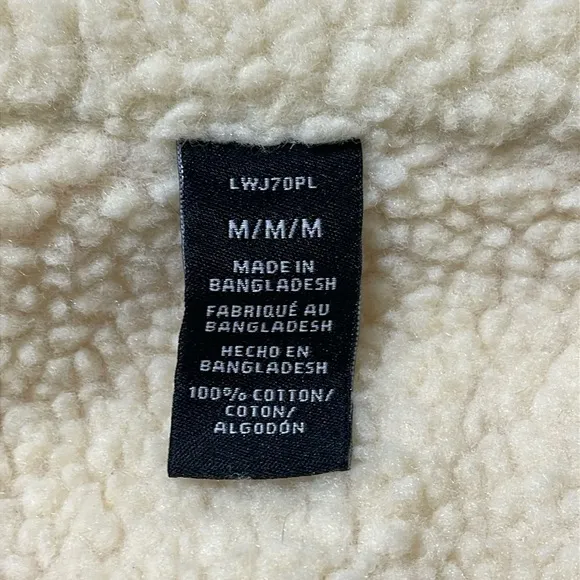 LWJ70PL
M/M/M
MADE IN
BANGLADESH
FABRIQUÉ AU
BANGLADESH
HECHO EN
BANGLADESH
100% COTTON/
COTON/
ALGODÓN